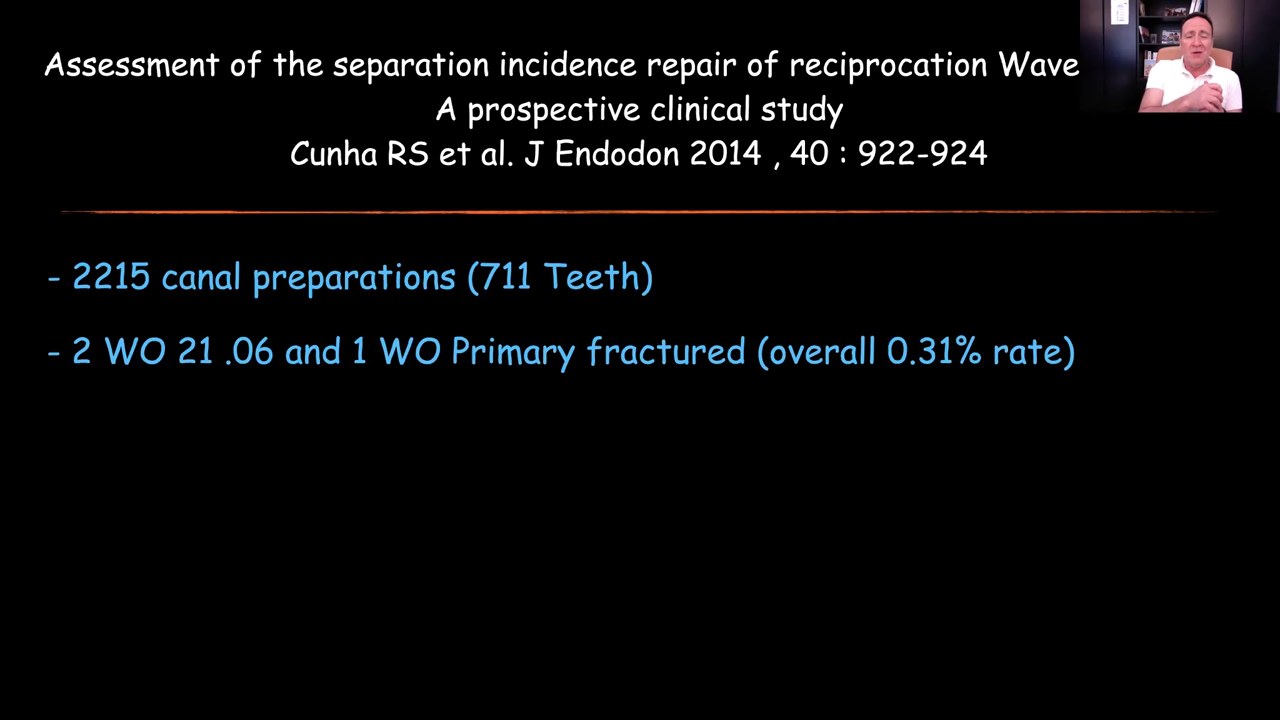 Assessment of the separation incidence repair of reciprocation Wave
A prospective clinical study
Cunha RS et al. J Endodon 2014 , 40 : 922-924
- 2215 canal preparations (711 Teeth)
- 2 WO 21 .06 and 1 WO Primary fractured (overall 0.31% rate)